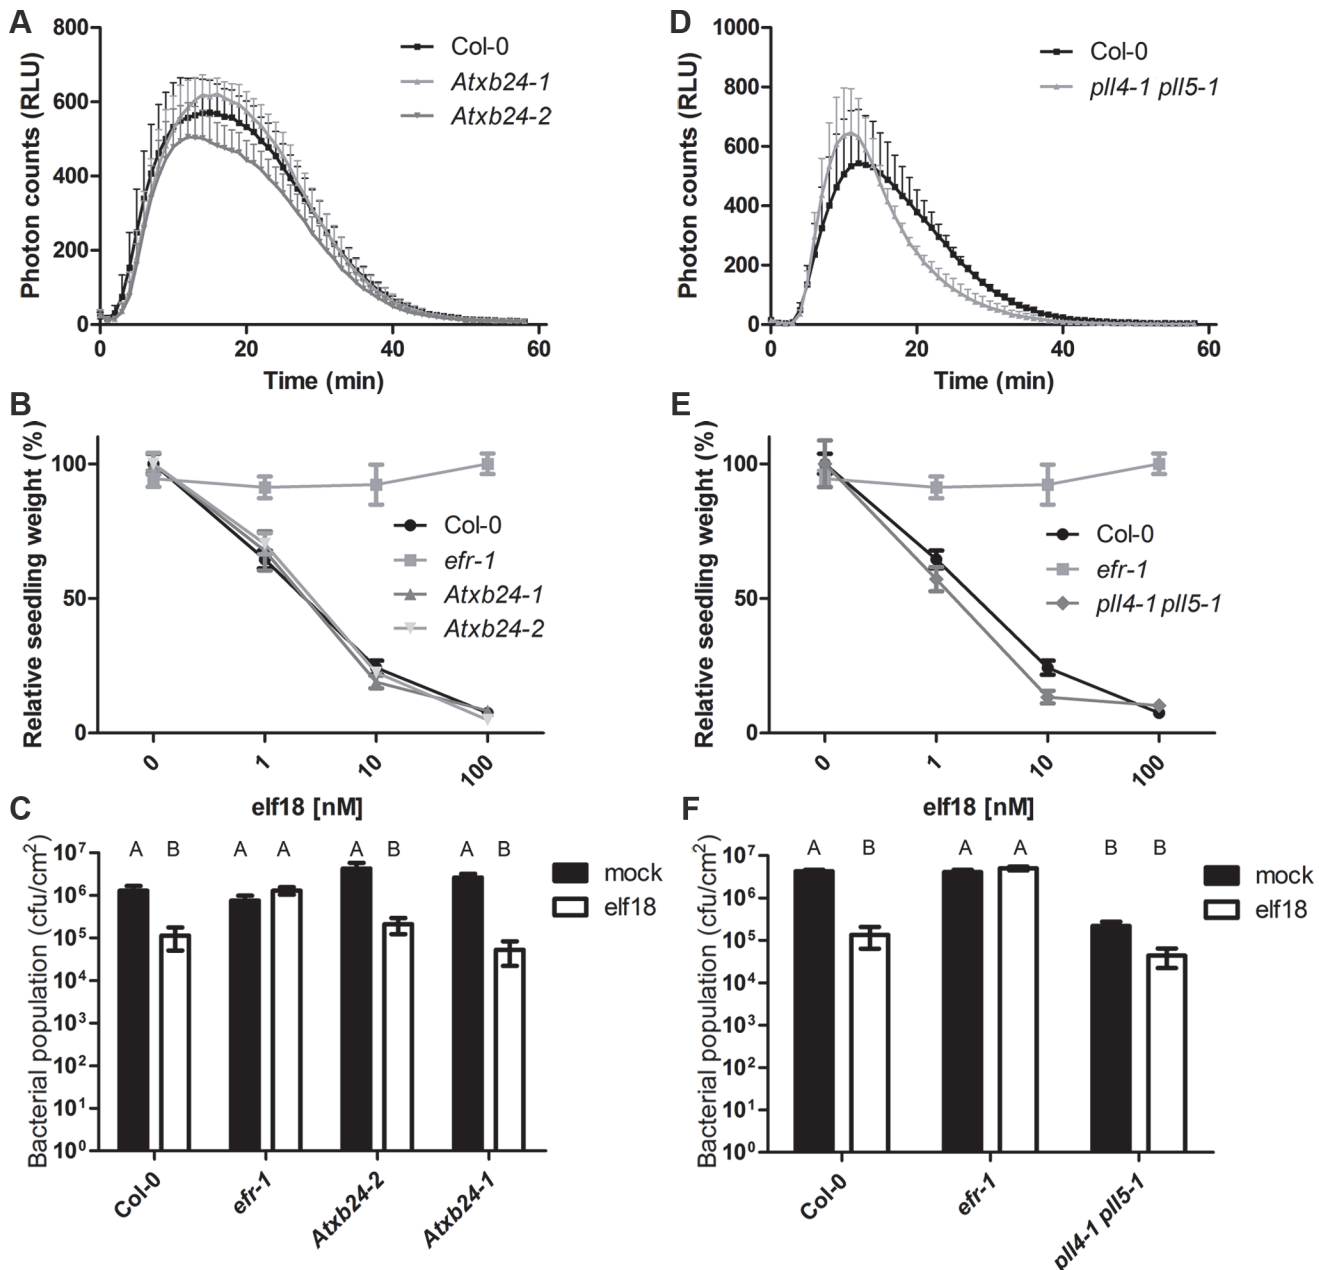 A
Photon counts (RLU)
800
600
400
200
0
0 20 40 60
Time (min)
Col-0
Atxb24-1
Atxb24-2
D
Photon counts (RLU)
1000
800
600
400
200
0
0 20 40 60
Time (min)
Col-0
pll4-1 pll5-1
B
Relative seedling weight (%)
100
50
0
0 1 10 100
elf18 [nM]
Col-0
efr-1
Atxb24-1
Atxb24-2
E
Relative seedling weight (%)
100
50
0
0 1 10 100
elf18 [nM]
Col-0
efr-1
pll4-1 pll5-1
C
Bacterial population (cfu/cm²)
10⁷
10⁶
10⁵
10⁴
10³
10²
10¹
10⁰
A B A A A B A B
mock
elf18
Col-0 efr-1 Atxb24-2 Atxb24-1
F
Bacterial population (cfu/cm²)
10⁷
10⁶
10⁵
10⁴
10³
10²
10¹
10⁰
A B A A B B
mock
elf18
Col-0 efr-1 pll4-1 pll5-1